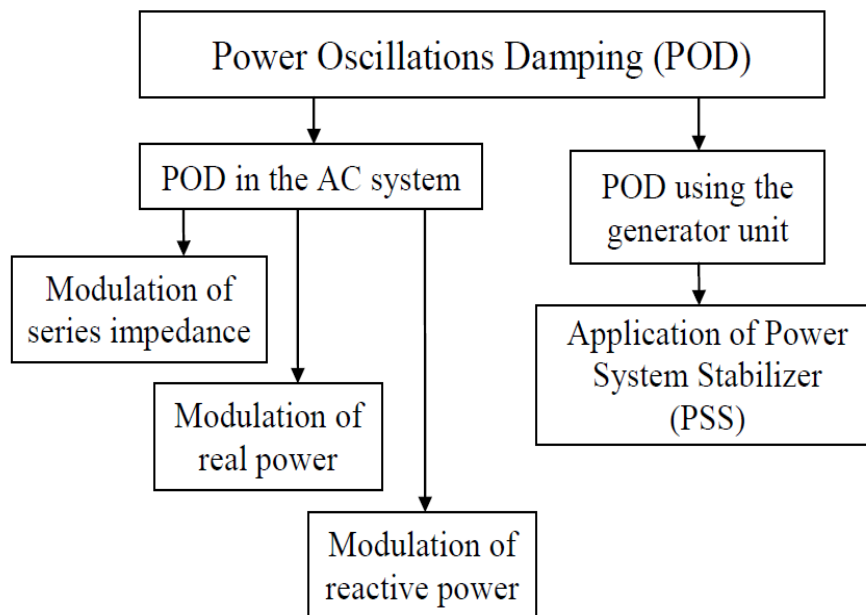 Power Oscillations Damping (POD)
POD in the AC system
POD using the
generator unit
Modulation of
series impedance
Application of Power
System Stabilizer
(PSS)
Modulation of
real power
Modulation of
reactive power